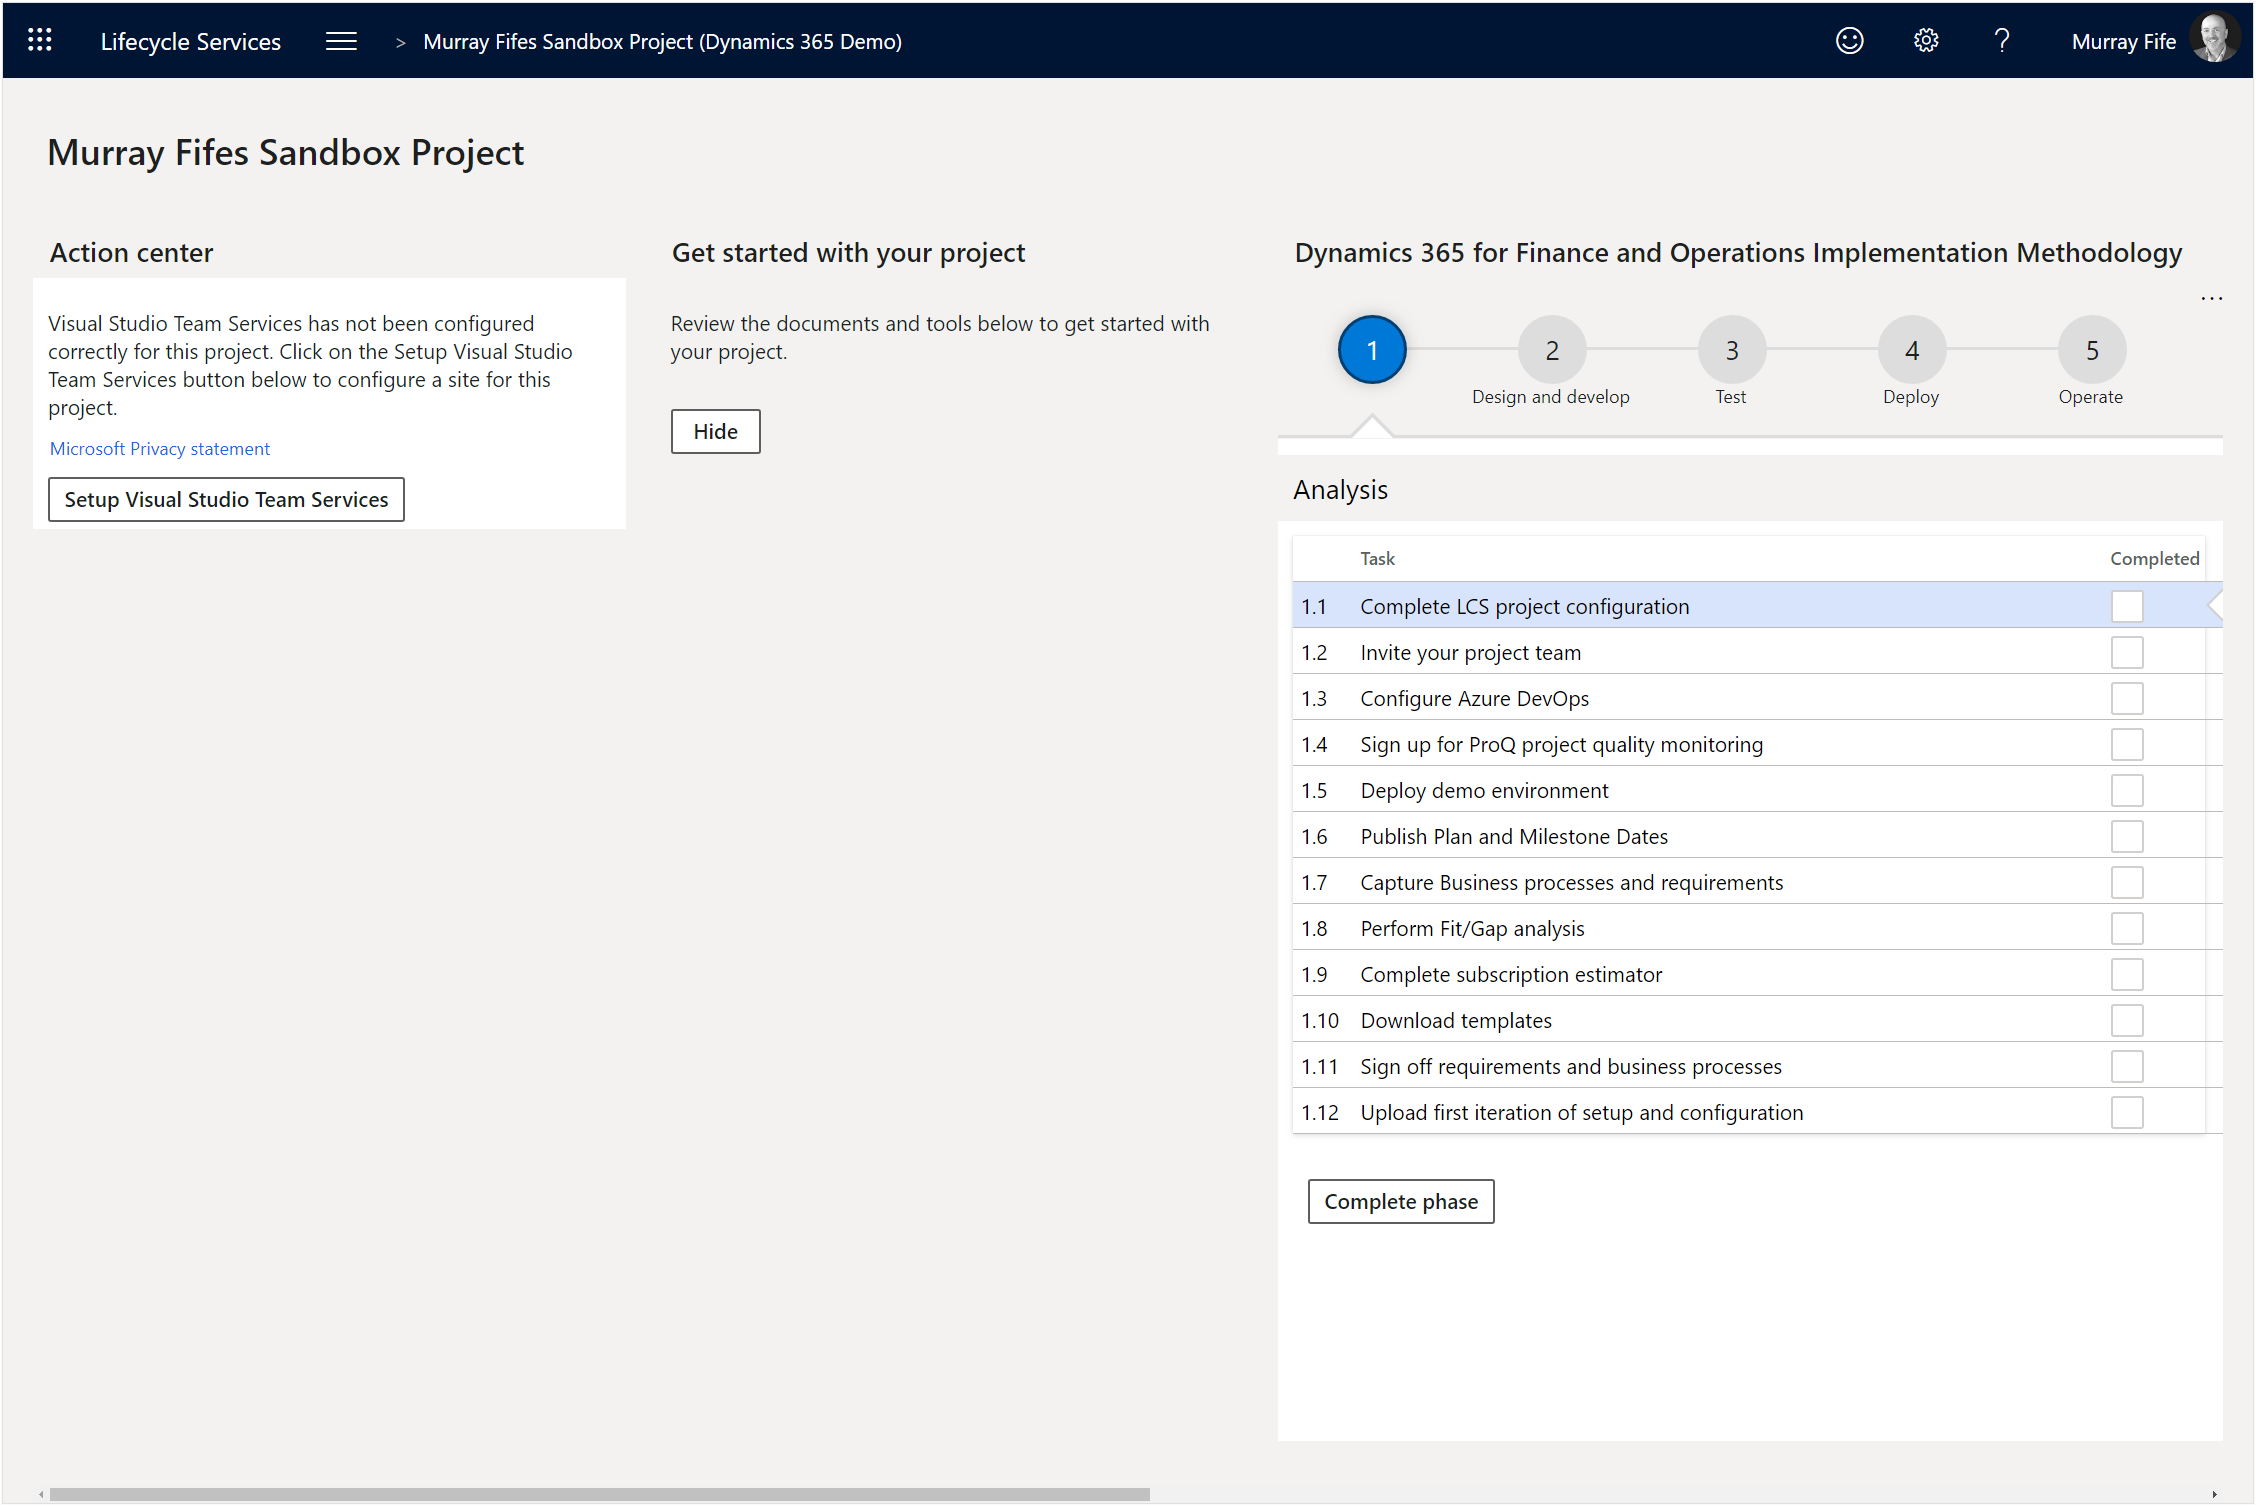 Lifecycle Services
> Murray Fifes Sandbox Project (Dynamics 365 Demo)
?
Murray Fife
Murray Fifes Sandbox Project
Action center
Visual Studio Team Services has not been configured
correctly for this project. Click on the Setup Visual Studio
Team Services button below to configure a site for this
project.
Microsoft Privacy statement
Setup Visual Studio Team Services
Get started with your project
Review the documents and tools below to get started with
your project.
Hide
Dynamics 365 for Finance and Operations Implementation Methodology
...
1
2
3
4
5
Design and develop
Test
Deploy
Operate
Analysis
Task Completed
1.1 Complete LCS project configuration
1.2 Invite your project team
1.3 Configure Azure DevOps
1.4 Sign up for ProQ project quality monitoring
1.5 Deploy demo environment
1.6 Publish Plan and Milestone Dates
1.7 Capture Business processes and requirements
1.8 Perform Fit/Gap analysis
1.9 Complete subscription estimator
1.10 Download templates
1.11 Sign off requirements and business processes
1.12 Upload first iteration of setup and configuration
Complete phase